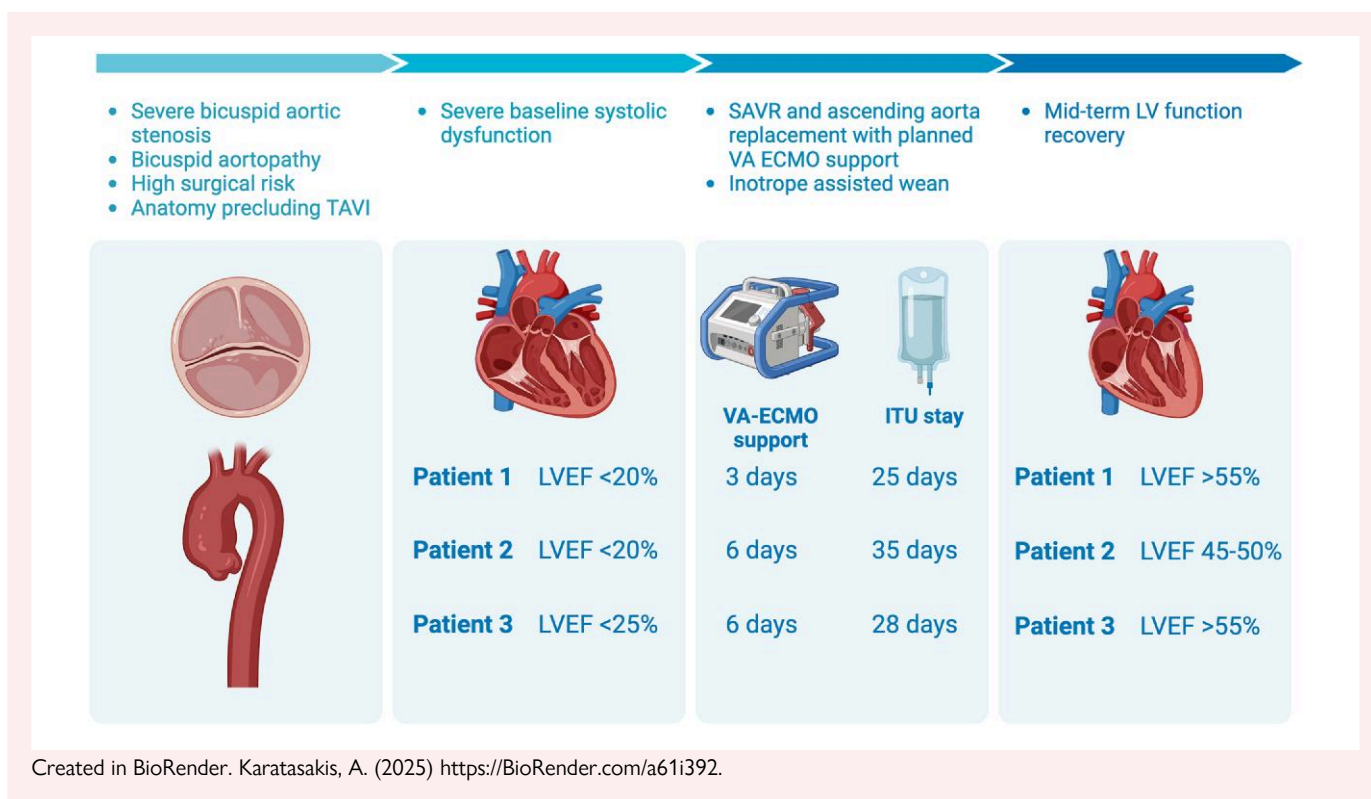 • Severe bicuspid aortic
stenosis
• Bicuspid aortopathy
• High surgical risk
• Anatomy precluding TAVI
• Severe baseline systolic
dysfunction
• SAVR and ascending aorta
replacement with planned
VA ECMO support
• Inotrope assisted wean
• Mid-term LV function
recovery
VA-ECMO
support
ITU stay
Patient 1 LVEF <20% 3 days 25 days Patient 1 LVEF >55%
Patient 2 LVEF <20% 6 days 35 days Patient 2 LVEF 45-50%
Patient 3 LVEF <25% 6 days 28 days Patient 3 LVEF >55%
Created in BioRender. Karatasakis, A. (2025) https://BioRender.com/a61i392.